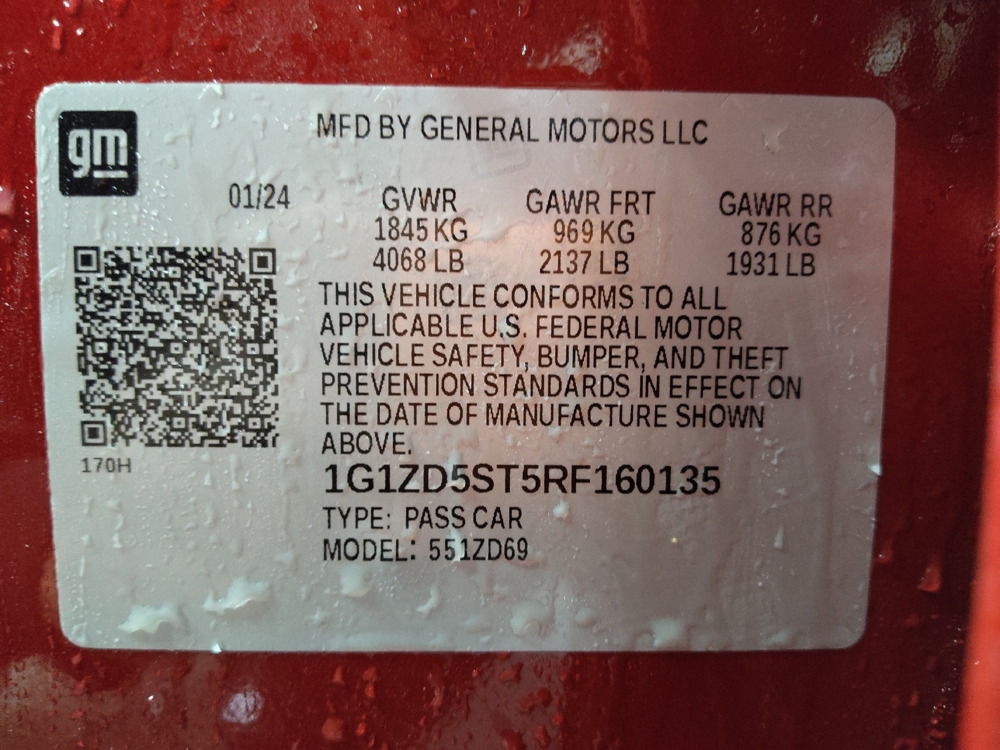 gm
MFD BY GENERAL MOTORS LLC
01/24 GVWR GAWR FRT GAWR RR
1845 KG 969 KG 876 KG
4068 LB 2137 LB 1931 LB
THIS VEHICLE CONFORMS TO ALL
APPLICABLE U.S. FEDERAL MOTOR
VEHICLE SAFETY, BUMPER, AND THEFT
PREVENTION STANDARDS IN EFFECT ON
THE DATE OF MANUFACTURE SHOWN
ABOVE.
170H
1G1ZD5ST5RF160135
TYPE: PASS CAR
MODEL: 551ZD69